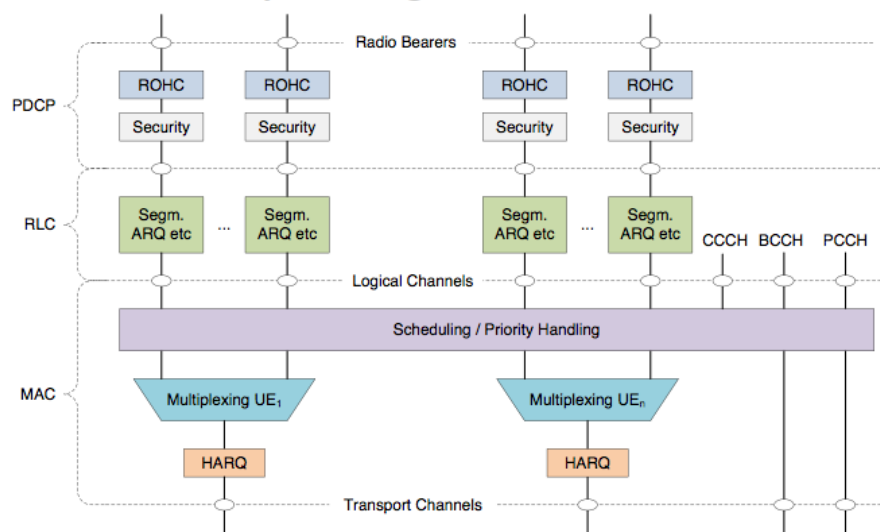 Radio Bearers
ROHC
ROHC
ROHC
ROHC
PDCP
Security
Security
Security
Security
RLC
Segm.
ARQ etc
...
Segm.
ARQ etc
Segm.
ARQ etc
...
Segm.
ARQ etc
CCCH
BCCH
PCCH
Logical Channels
Scheduling / Priority Handling
MAC
Multiplexing UE1
Multiplexing UEn
HARQ
HARQ
Transport Channels